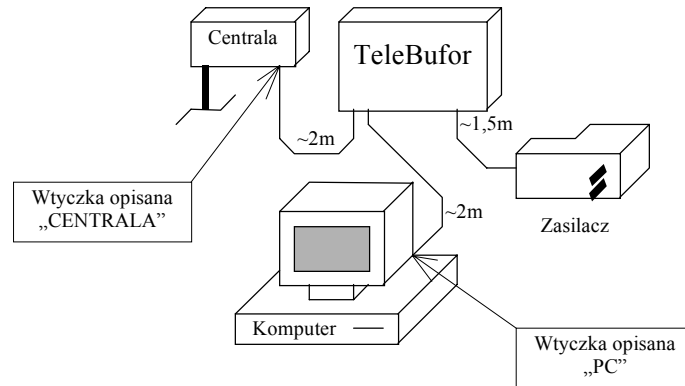 Centrala
TeleBufor
~2m
~1,5m
Wtyczka opisana
„CENTRALA”
~2m
Zasilacz
Komputer
Wtyczka opisana
„PC”